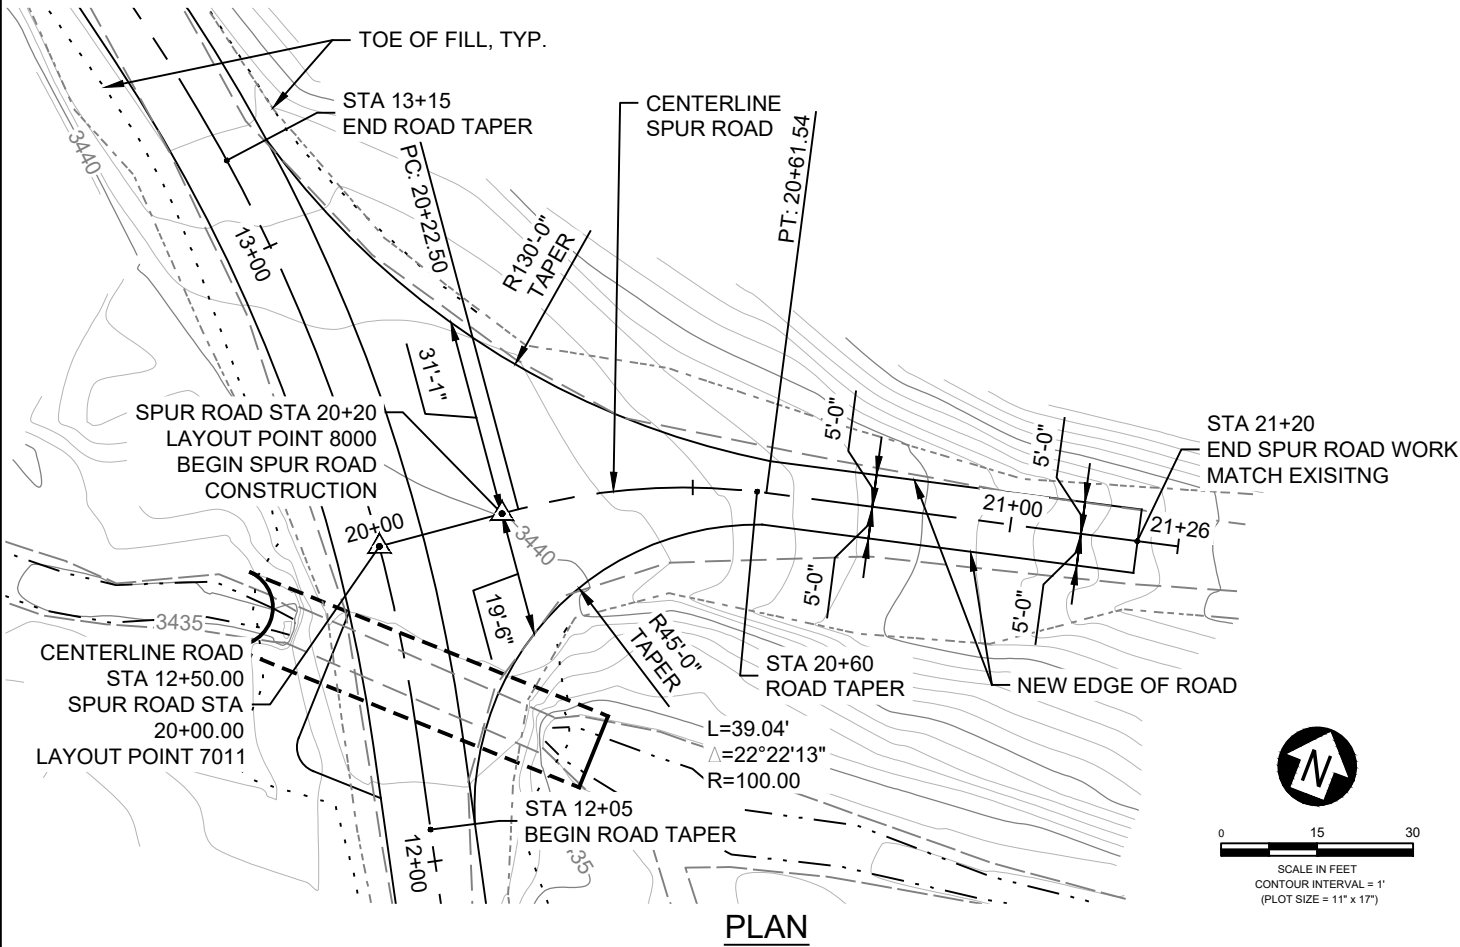 TOE OF FILL, TYP.
STA 13+15
END ROAD TAPER
CENTERLINE
SPUR ROAD
3440
PC: 20+22.50
PT: 20+61.54
13+00
R130'-0"
TAPER
31'-1"
SPUR ROAD STA 20+20
LAYOUT POINT 8000
BEGIN SPUR ROAD
CONSTRUCTION
5'-0"
5'-0"
STA 21+20
END SPUR ROAD WORK
MATCH EXISITNG
20+00
21+00
21+26
3440
5'-0"
5'-0"
19'-6"
3435
R45'-0"
TAPER
CENTERLINE ROAD
STA 12+50.00
SPUR ROAD STA
20+00.00
LAYOUT POINT 7011
STA 20+60
ROAD TAPER
NEW EDGE OF ROAD
L=39.04'
△=22°22'13"
R=100.00
STA 12+05
BEGIN ROAD TAPER
12+00
35
N
0 15 30
SCALE IN FEET
CONTOUR INTERVAL = 1'
(PLOT SIZE = 11" x 17")
PLAN